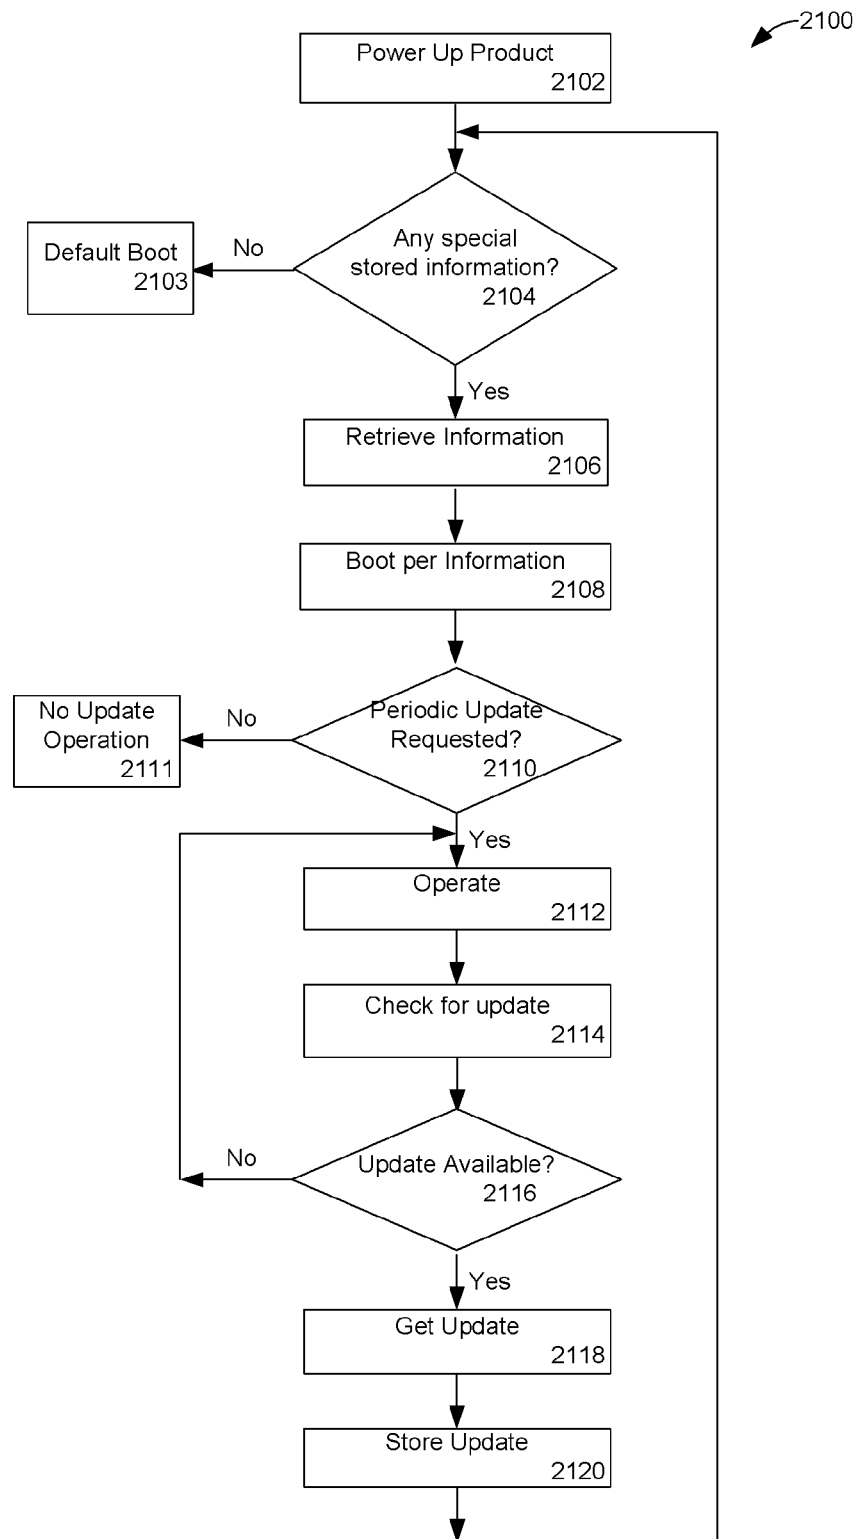 2100
Power Up Product
2102
Any special
stored information?
2104
No
Default Boot
2103
Yes
Retrieve Information
2106
Boot per Information
2108
Periodic Update
Requested?
2110
No
No Update
Operation
2111
Yes
Operate
2112
Check for update
2114
Update Available?
2116
No
Yes
Get Update
2118
Store Update
2120